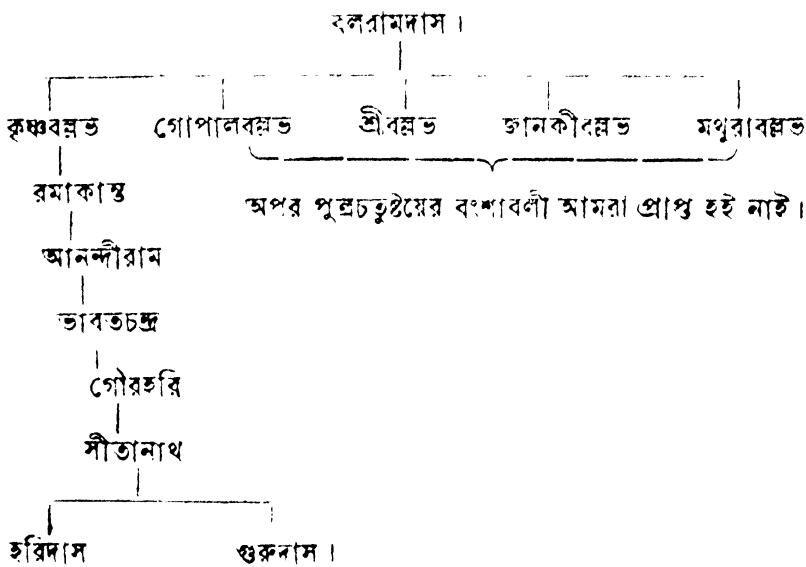 বলরামদাস ।
কৃষ্ণবল্লভ গোপালবল্লভ শ্রীবল্লভ জানকীবল্লভ মথুরাবল্লভ
রমাকান্ত
অপর পুত্রচতুষ্টয়ের বংশাবলী আমরা প্রাপ্ত হই নাই ।
আনন্দীরাম
ভাবতচন্দ্র
গৌরহরি
সীতানাথ
হরিদাস গুরুদাস ।